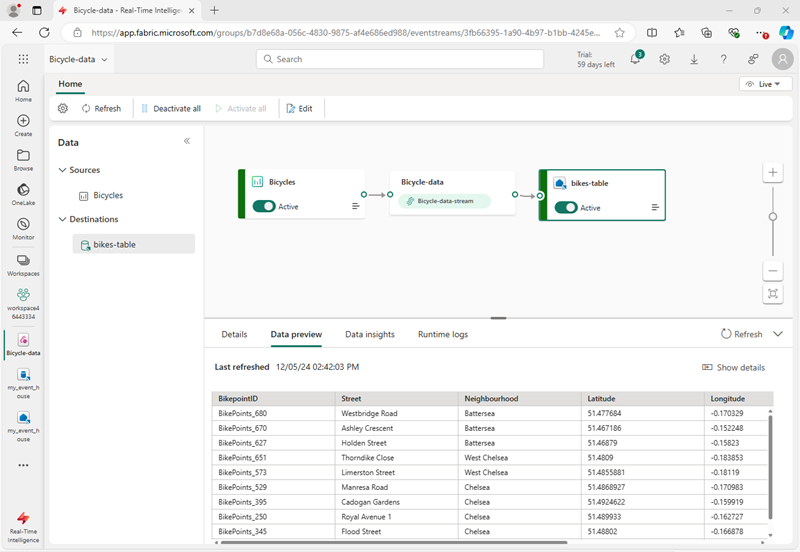 Bicycle-data - Real-Time Intelli
https://app.fabric.microsoft.com/groups/b7d8e68a-056c-4830-9875-af4e686ed988/eventstreams/3fb66395-1a90-4b97-b1bb-4245e...
Bicycle-data
Search
Trial:
59 days left
3
Home
Live
Refresh
Deactivate all
Activate all
Edit
Home
Create
Browse
OneLake
Monitor
Workspaces
workspace4
6443334
Bicycle-data
my_event_h
ouse
my_event_h
ouse
Real-Time
Intelligence
Data
Sources
Bicycles
Destinations
bikes-table
Bicycles
Active
Bicycle-data
Bicycle-data-stream
bikes-table
Active
Details
Data preview
Data insights
Runtime logs
Refresh
Last refreshed 12/05/24 02:42:03 PM
Show details
BikepointID Street Neighbourhood Latitude Longitude
BikePoints_680 Westbridge Road Battersea 51.477684 -0.170329
BikePoints_670 Ashley Crescent Battersea 51.467186 -0.152248
BikePoints_627 Holden Street Battersea 51.46879 -0.15823
BikePoints_651 Thorndike Close West Chelsea 51.4809 -0.183853
BikePoints_573 Limerston Street West Chelsea 51.4855881 -0.18119
BikePoints_529 Manresa Road Chelsea 51.4868927 -0.170983
BikePoints_395 Cadogan Gardens Chelsea 51.4924622 -0.159919
BikePoints_250 Royal Avenue 1 Chelsea 51.489933 -0.162727
BikePoints_345 Flood Street Chelsea 51.48802 -0.166878